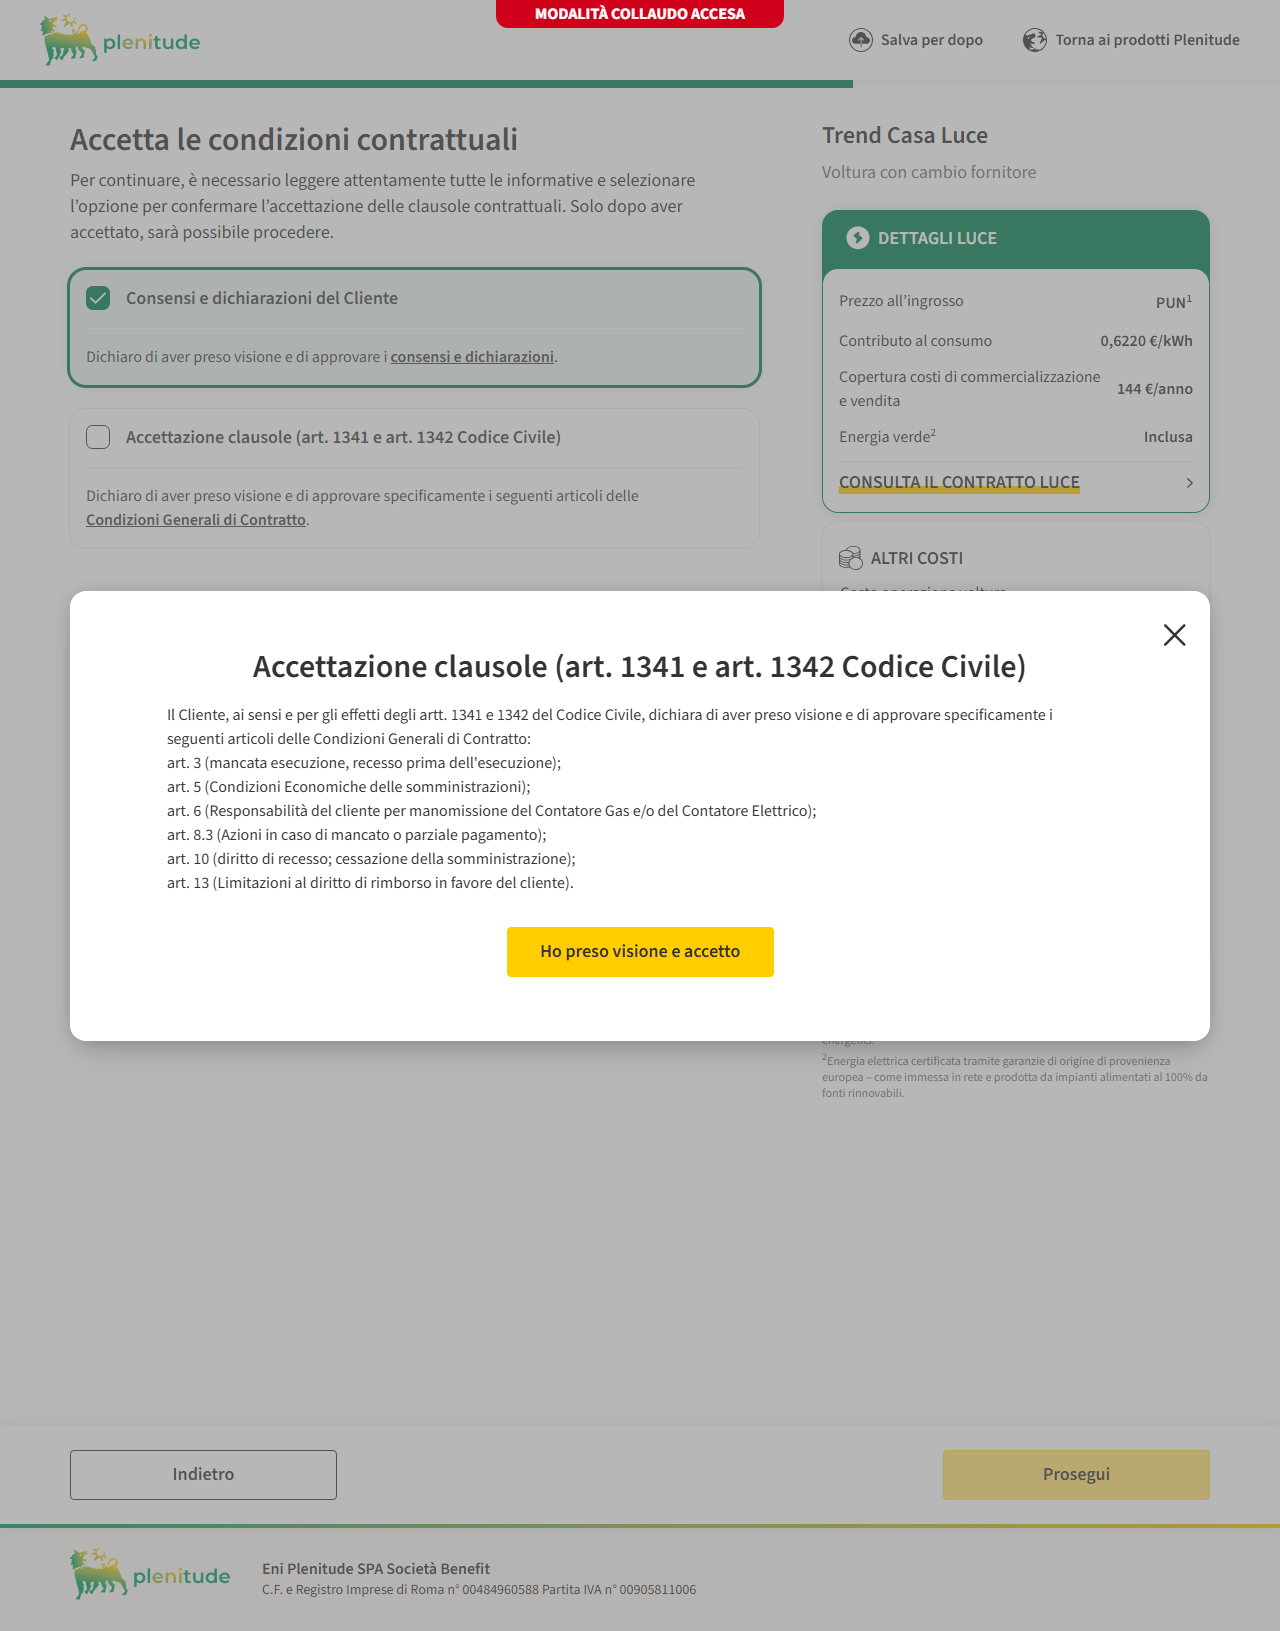 MODALITÀ COLLAUDO ACCESA
plenitude
Salva per dopo
Torna ai prodotti Plenitude
Accetta le condizioni contrattuali
Per continuare, è necessario leggere attentamente tutte le informative e selezionare
l’opzione per confermare l’accettazione delle clausole contrattuali. Solo dopo aver
accettato, sarà possibile procedere.
Consensi e dichiarazioni del Cliente
Dichiaro di aver preso visione e di approvare i consensi e dichiarazioni.
Accettazione clausole (art. 1341 e art. 1342 Codice Civile)
Dichiaro di aver preso visione e di approvare specificamente i seguenti articoli delle
Condizioni Generali di Contratto.
Trend Casa Luce
Voltura con cambio fornitore
DETTAGLI LUCE
Prezzo all’ingrosso PUN¹
Contributo al consumo 0,6220 €/kWh
Copertura costi di commercializzazione
e vendita 144 €/anno
Energia verde² Inclusa
CONSULTA IL CONTRATTO LUCE
ALTRI COSTI
Costo operazione voltura
Accettazione clausole (art. 1341 e art. 1342 Codice Civile)
Il Cliente, ai sensi e per gli effetti degli artt. 1341 e 1342 del Codice Civile, dichiara di aver preso visione e di approvare specificamente i
seguenti articoli delle Condizioni Generali di Contratto:
art. 3 (mancata esecuzione, recesso prima dell'esecuzione);
art. 5 (Condizioni Economiche delle somministrazioni);
art. 6 (Responsabilità del cliente per manomissione del Contatore Gas e/o del Contatore Elettrico);
art. 8.3 (Azioni in caso di mancato o parziale pagamento);
art. 10 (diritto di recesso; cessazione della somministrazione);
art. 13 (Limitazioni al diritto di rimborso in favore del cliente).
Ho preso visione e accetto
energetici.
²Energia elettrica certificata tramite garanzie di origine di provenienza
europea – come immessa in rete e prodotta da impianti alimentati al 100% da
fonti rinnovabili.
Indietro
Prosegui
plenitude
Eni Plenitude SPA Società Benefit
C.F. e Registro Imprese di Roma n° 00484960588 Partita IVA n° 00905811006